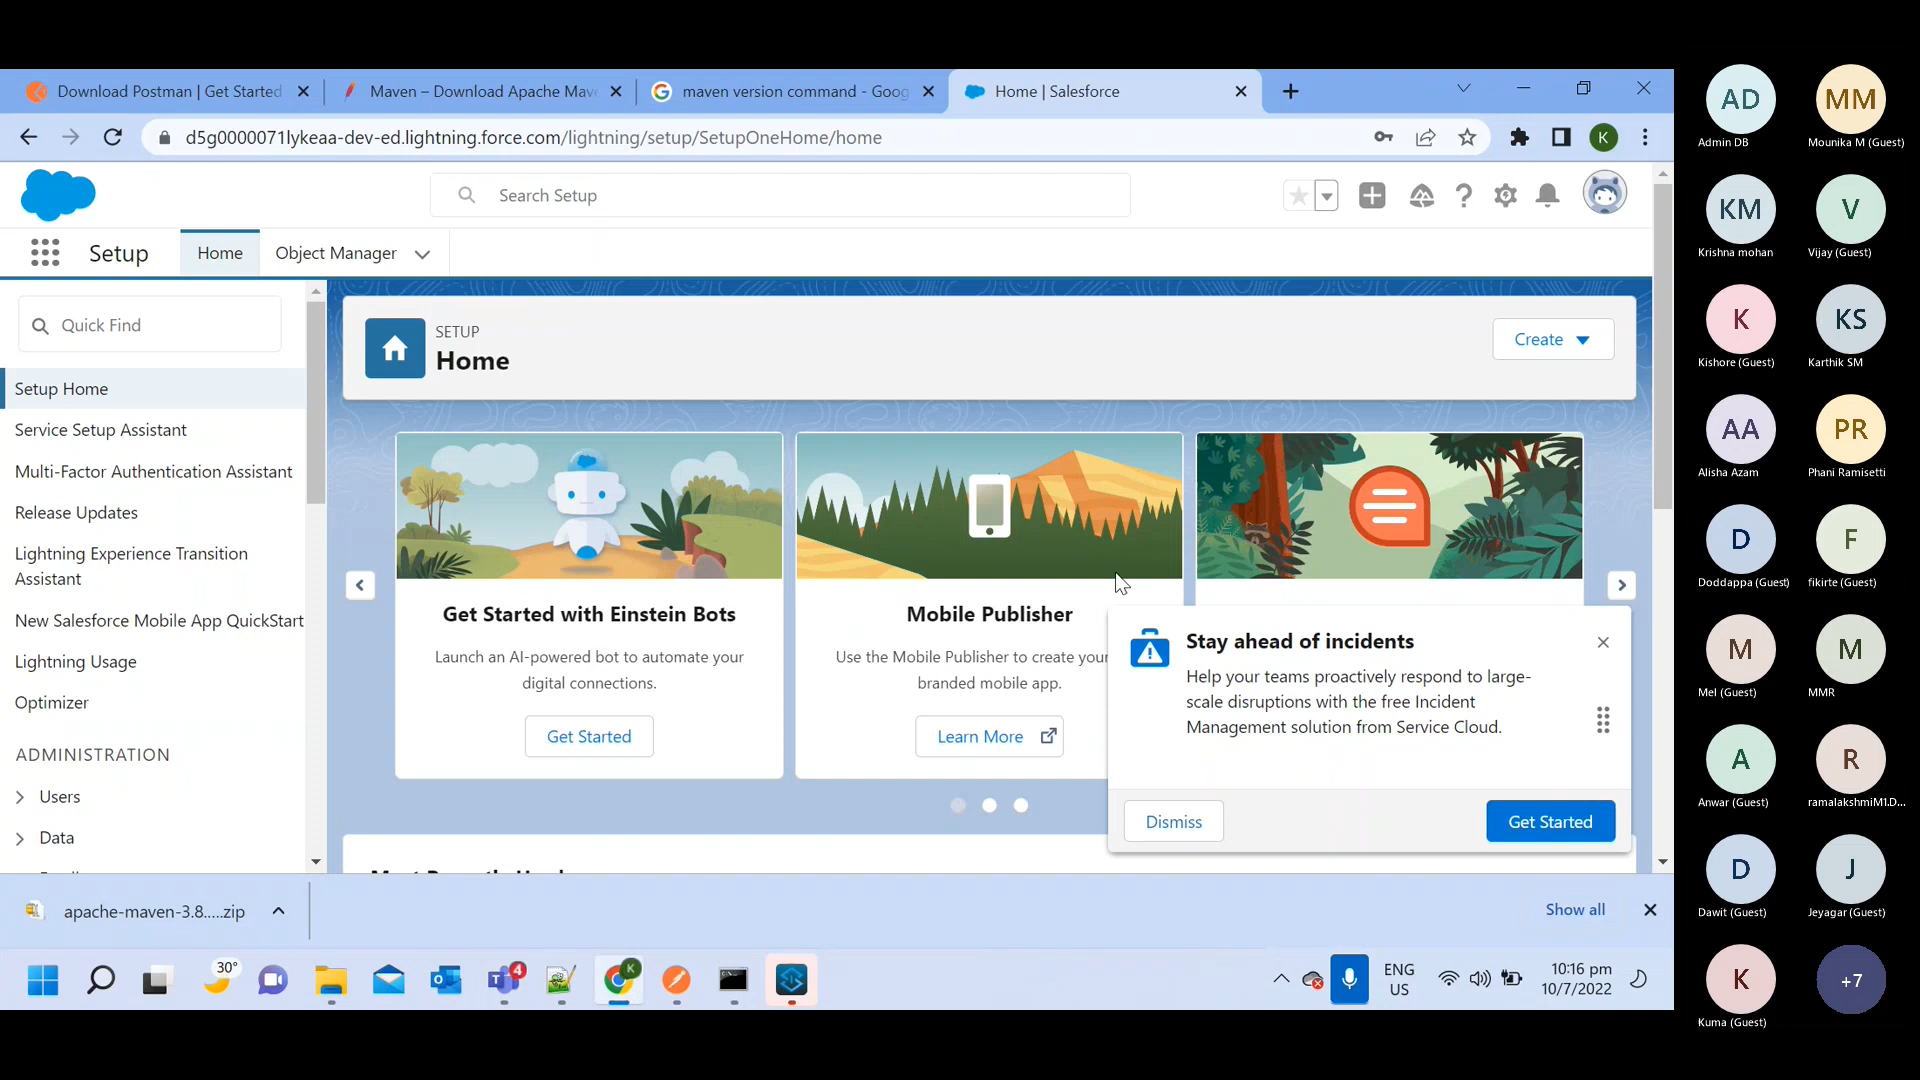 Download Postman | Get Started
Maven – Download Apache Mave
maven version command - Goog
Home | Salesforce
d5g0000071lykeaa-dev-ed.lightning.force.com/lightning/setup/SetupOneHome/home
K
Search Setup
Setup
Home
Object Manager
Quick Find
Setup Home
Service Setup Assistant
Multi-Factor Authentication Assistant
Release Updates
Lightning Experience Transition
Assistant
New Salesforce Mobile App QuickStart
Lightning Usage
Optimizer
ADMINISTRATION
Users
Data
SETUP
Home
Create
Get Started with Einstein Bots
Launch an AI-powered bot to automate your
digital connections.
Get Started
Mobile Publisher
Use the Mobile Publisher to create your
branded mobile app.
Learn More
Stay ahead of incidents
Help your teams proactively respond to large-
scale disruptions with the free Incident
Management solution from Service Cloud.
Dismiss
Get Started
apache-maven-3.8.....zip
Show all
30°
4
K
ENG
US
10:16 pm
10/7/2022
AD
Admin DB
MM
Mounika M (Guest)
KM
Krishna mohan
V
Vijay (Guest)
K
Kishore (Guest)
KS
Karthik SM
AA
Alisha Azam
PR
Phani Ramisetti
D
Doddappa (Guest)
F
fikirte (Guest)
M
Mel (Guest)
M
MMR
A
Anwar (Guest)
R
ramalakshmiM1.D...
D
Dawit (Guest)
J
Jeyagar (Guest)
K
Kuma (Guest)
+7